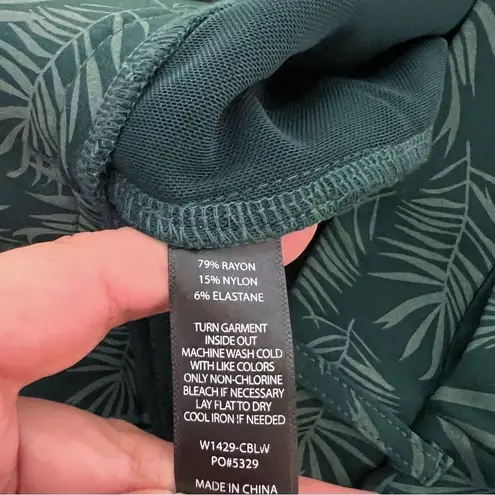 79% RAYON
15% NYLON
6% ELASTANE
TURN GARMENT
INSIDE OUT
MACHINE WASH COLD
WITH LIKE COLORS
ONLY NON-CHLORINE
BLEACH IF NECESSARY
LAY FLAT TO DRY
COOL IRON IF NEEDED
W1429-CBLW
PO#5329
MADE IN CHINA